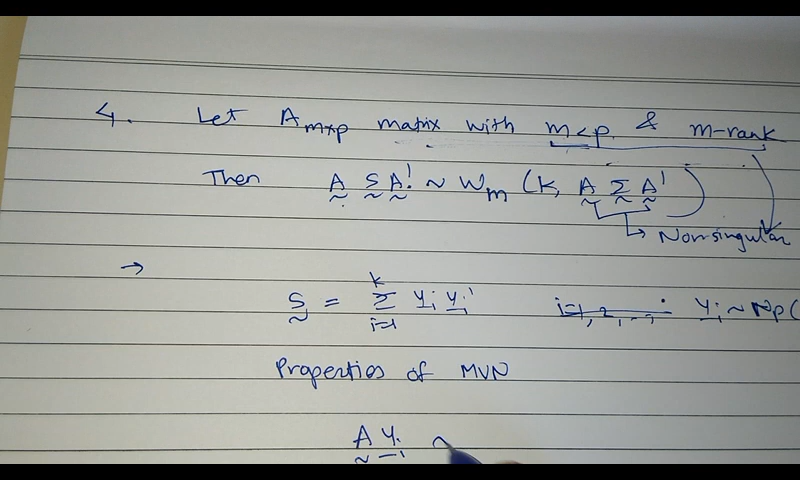 4. Let A m×p matrix with m<p & m-rank
Then A S A' ~ Wm (K, A Σ A')
→ Nonsingular
→
S = Σ yi yi' i=1, 2, ..., yi ~ Np(
k
i=1
Properties of MVN
A yi ~